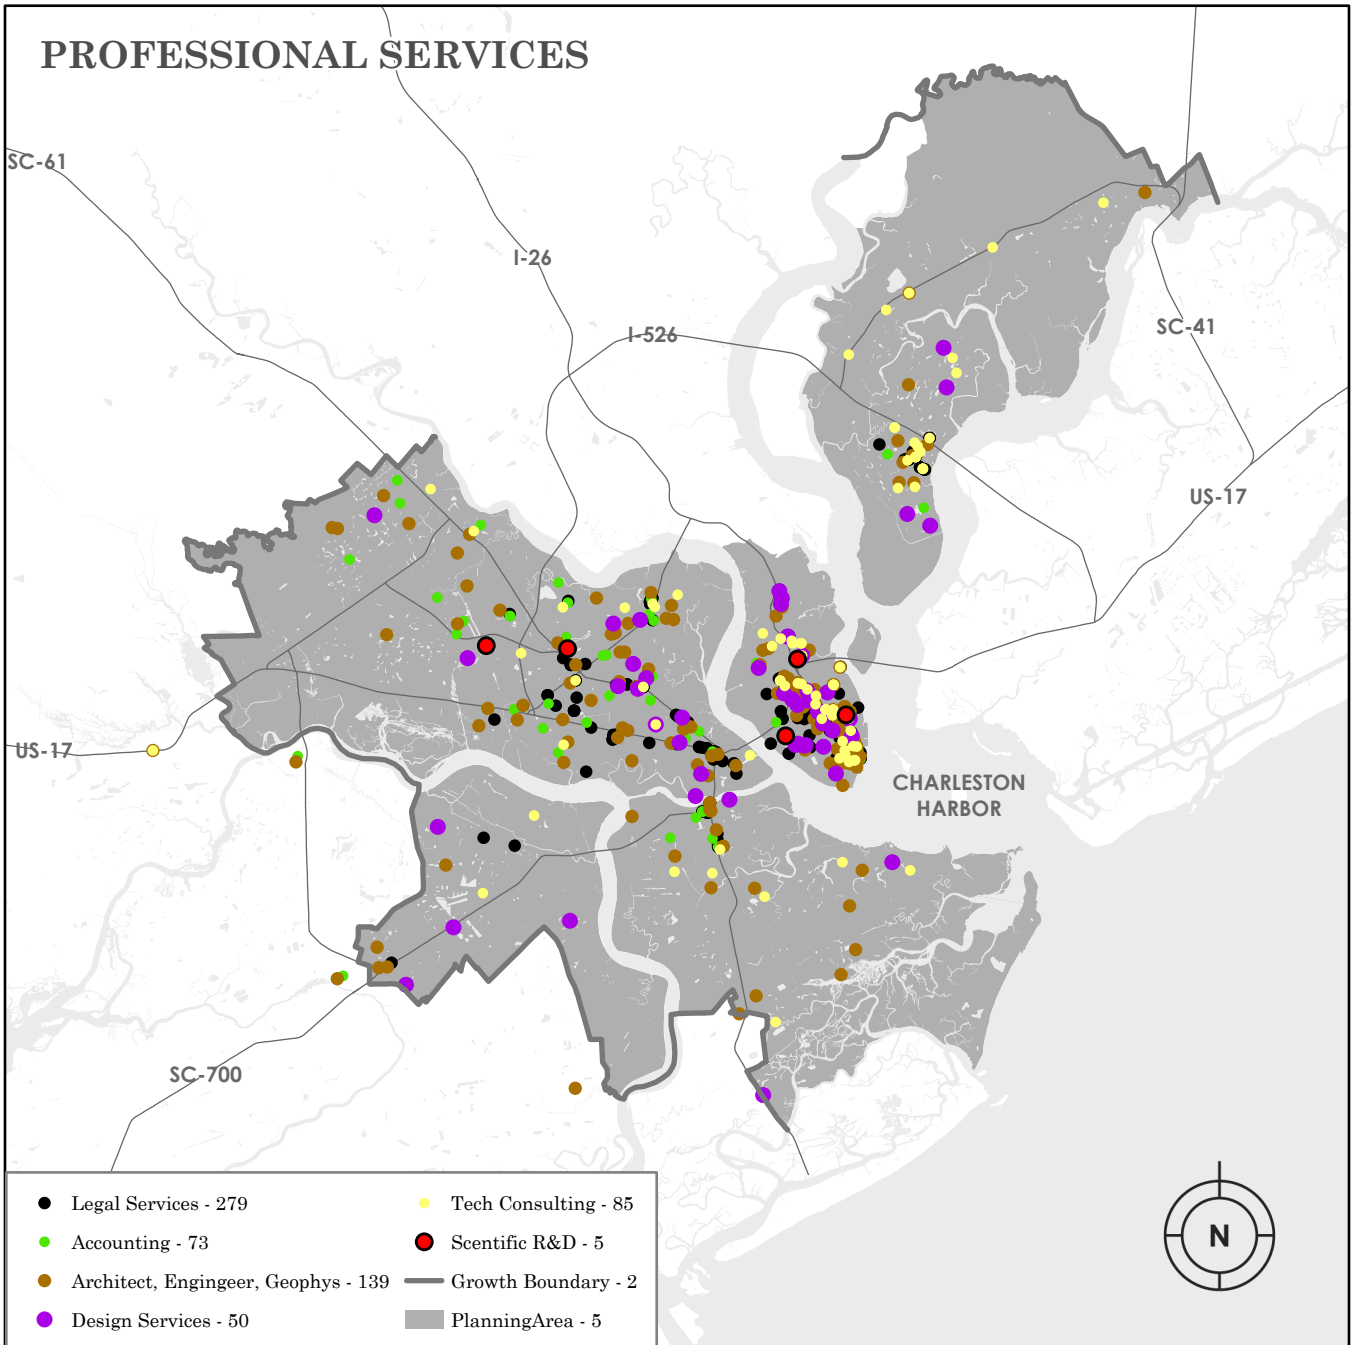 PROFESSIONAL SERVICES
SC-61
I-26
I-526
SC-41
US-17
US-17
CHARLESTON
HARBOR
SC-700
Legal Services - 279
Accounting - 73
Architect, Engingeer, Geophys - 139
Design Services - 50
Tech Consulting - 85
Scentific R&D - 5
Growth Boundary - 2
PlanningArea - 5
N